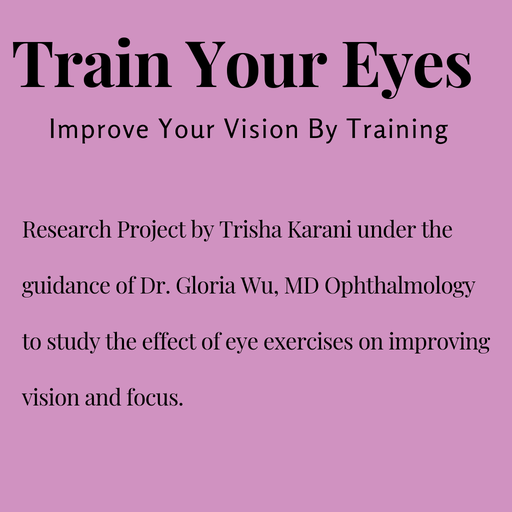 Train Your Eyes
Improve Your Vision By Training
Research Project by Trisha Karani under the
guidance of Dr. Gloria Wu, MD Ophthalmology
to study the effect of eye exercises on improving
vision and focus.